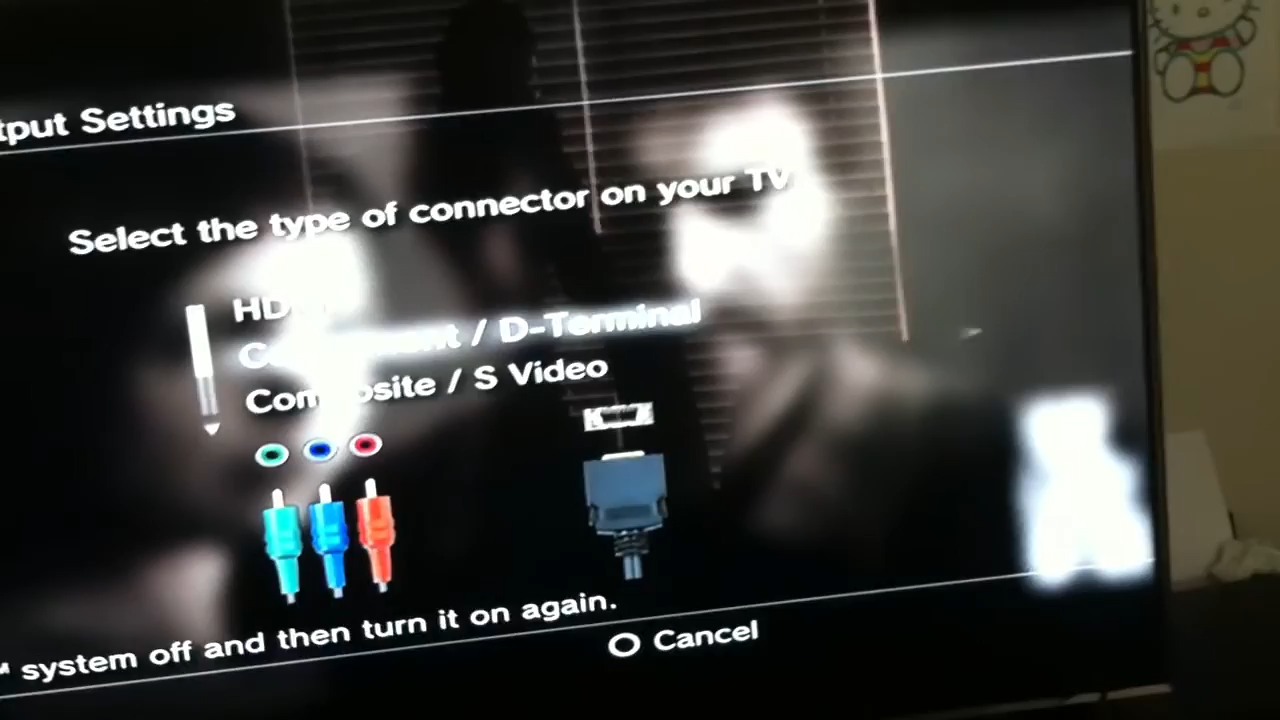 tput Settings
Select the type of connector on your TV
HD
/ D-Terminal
Composite / S Video
system off and then turn it on again.
Cancel